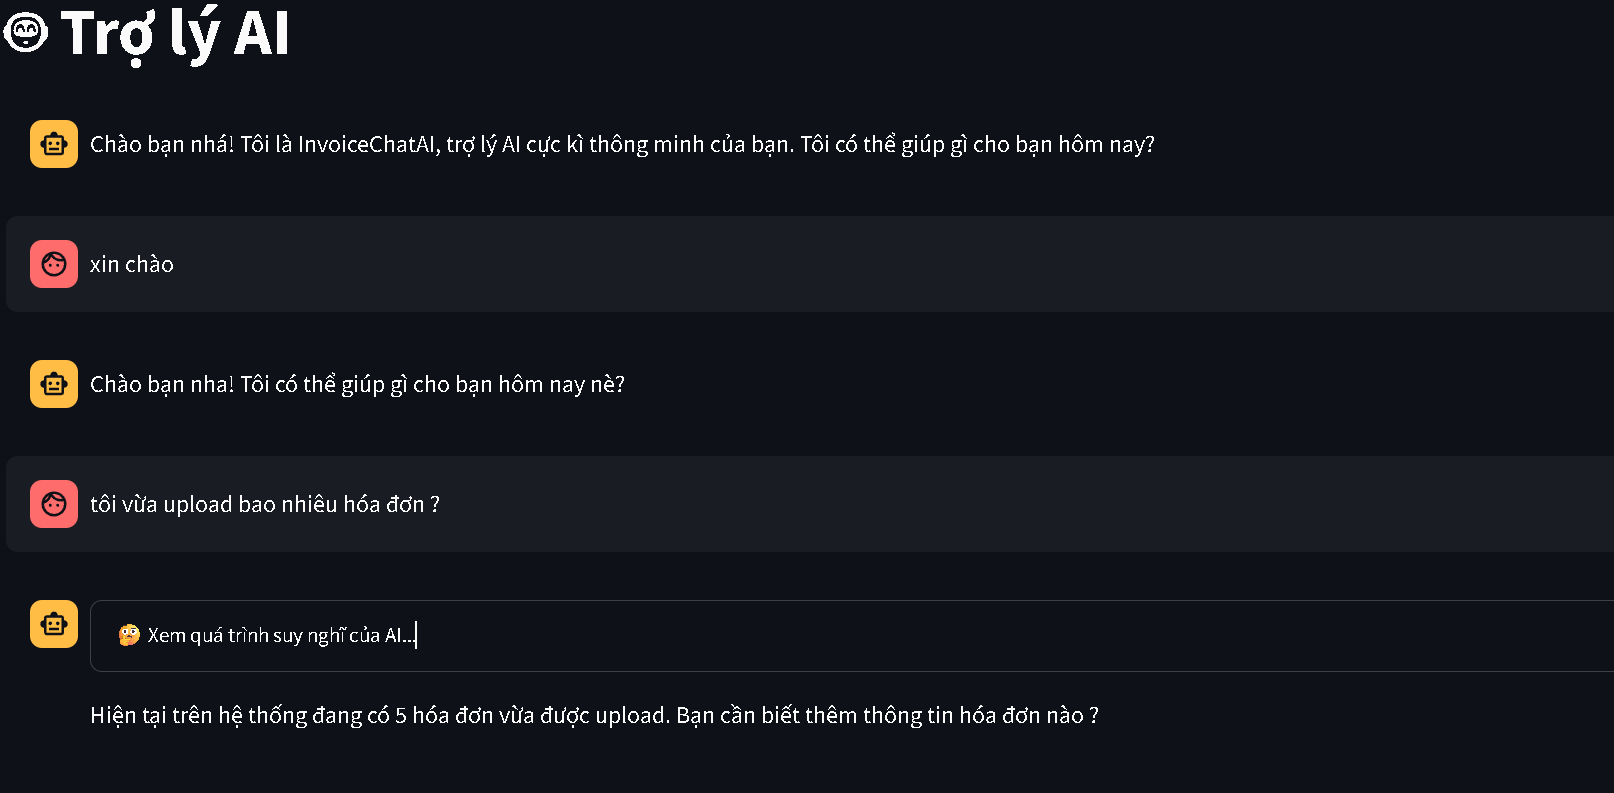 Trợ lý AI
Chào bạn nhá! Tôi là InvoiceChatAI, trợ lý AI cực kì thông minh của bạn. Tôi có thể giúp gì cho bạn hôm nay?
xin chào
Chào bạn nha! Tôi có thể giúp gì cho bạn hôm nay nè?
tôi vừa upload bao nhiêu hóa đơn ?
🤔 Xem quá trình suy nghĩ của AI...
Hiện tại trên hệ thống đang có 5 hóa đơn vừa được upload. Bạn cần biết thêm thông tin hóa đơn nào ?